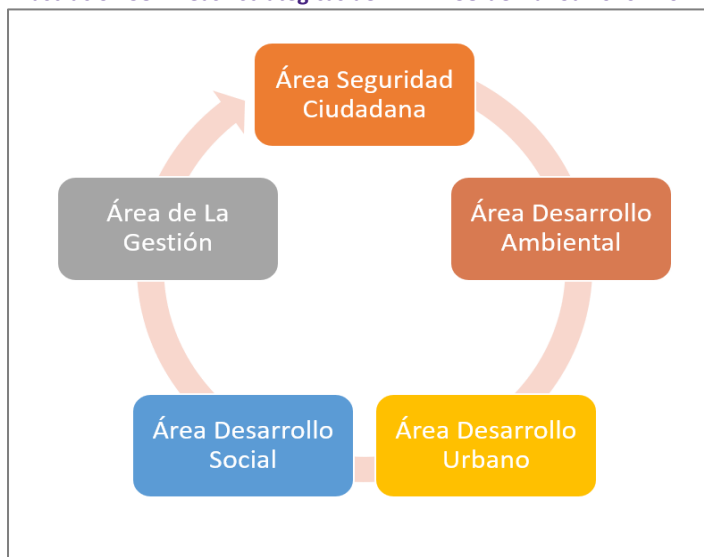 Área Seguridad
Ciudadana
Área Desarrollo
Ambiental
Área Desarrollo
Urbano
Área Desarrollo
Social
Área de La
Gestión